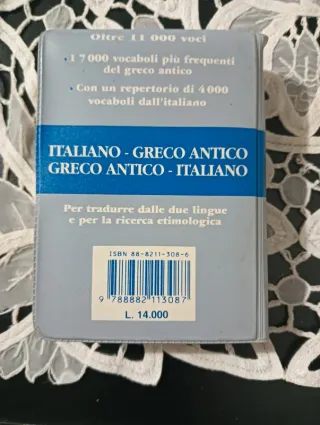 Oltre 11 000 voci
• I 7 000 vocaboli più frequenti
del greco antico
• Con un repertorio di 4 000
vocaboli dall'italiano
ITALIANO - GRECO ANTICO
GRECO ANTICO - ITALIANO
Per tradurre dalle due lingue
e per la ricerca etimologica
ISBN 88-8211-308-6
9 788882 113087
L. 14.000